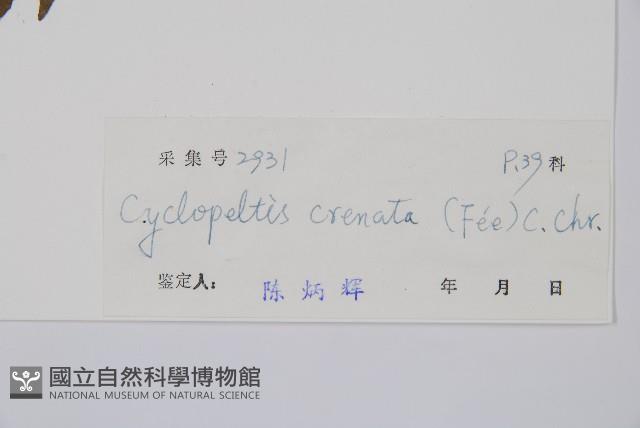 采集号 2931 P.39 科
Cyclopeltis crenata (Fée) C. Chr.
鉴定人: 陈炳辉 年 月 日
國立自然科學博物館
NATIONAL MUSEUM OF NATURAL SCIENCE